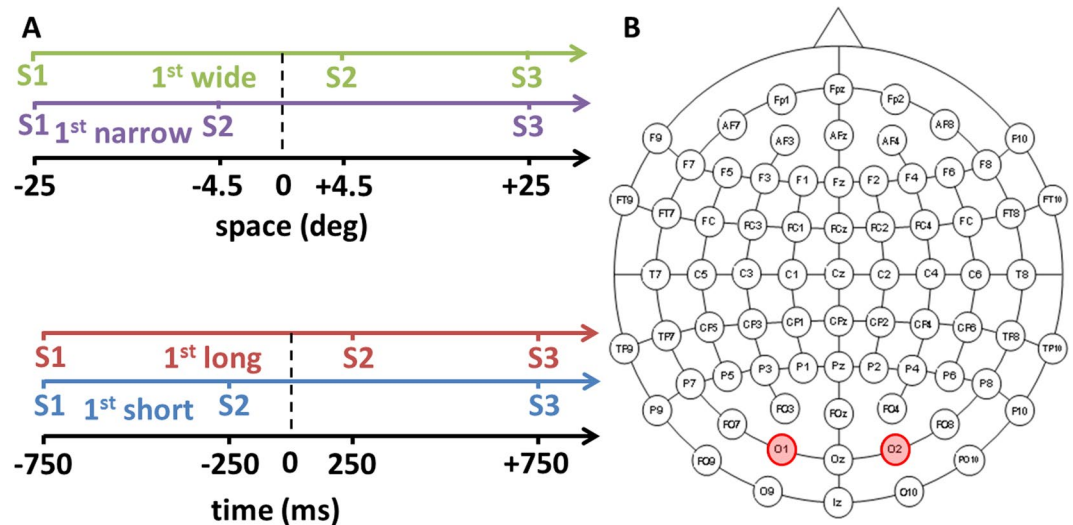 A
S1 1st wide S2 S3
S1 1st narrow S2 S3
-25 -4.5 0 +4.5 +25
space (deg)
S1 1st long S2 S3
S1 1st short S2 S3
-750 -250 0 250 +750
time (ms)
B
Fp1 Fpz Fp2
AF7 AF8
F9 AF3 AFz AF4 P10
F7 F5 F3 F1 Fz F2 F4 F6 F8
FT9 FT7 FC FC3 FC1 FCz FC2 FC4 FC FT8 FT10
T7 C5 C3 C1 Cz C2 C4 C6 T8
TP9 TP7 CP5 CP3 CP1 CPz CP2 CP4 CP6 TP8 TP10
P7 P5 P3 P1 Pz P2 P4 P6 P8
P9 PO3 POz PO4 P10
PO7 PO8
PO9 O1 Oz O2 PO10
O9 Iz O10